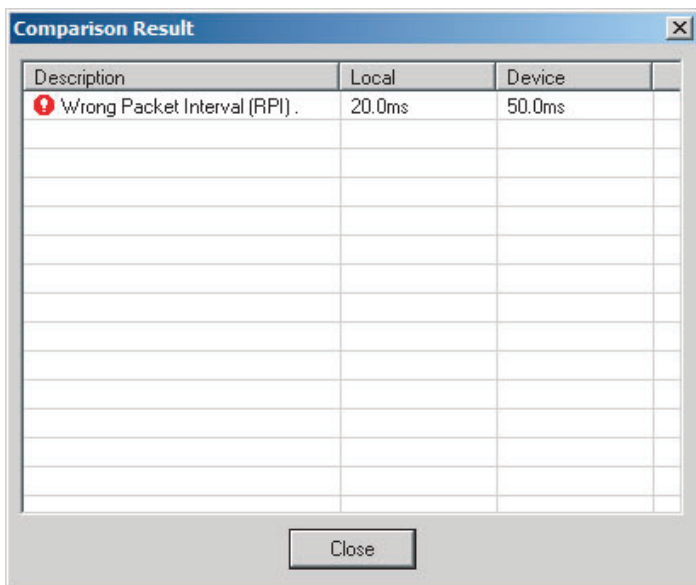 Comparison Result
Description Local Device
Wrong Packet Interval (RPI) . 20.0ms 50.0ms
Close